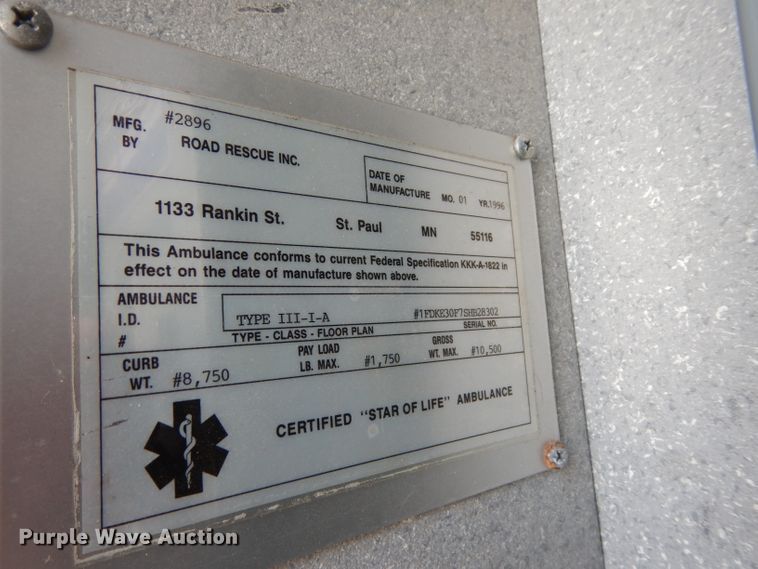 #2896
MFG. BY ROAD RESCUE INC.
DATE OF MANUFACTURE MO. 01 YR. 1996
1133 Rankin St. St. Paul MN 55116
This Ambulance conforms to current Federal Specification KKK-A-1822 in
effect on the date of manufacture shown above.
AMBULANCE
I.D. TYPE III-I-A #1FDKE30F7SHB28302
# TYPE - CLASS - FLOOR PLAN SERIAL NO.
CURB WT. #8,750 PAY LOAD LB. MAX. #1,750 GROSS WT. MAX. #10,500
CERTIFIED "STAR OF LIFE" AMBULANCE
Purple Wave Auction